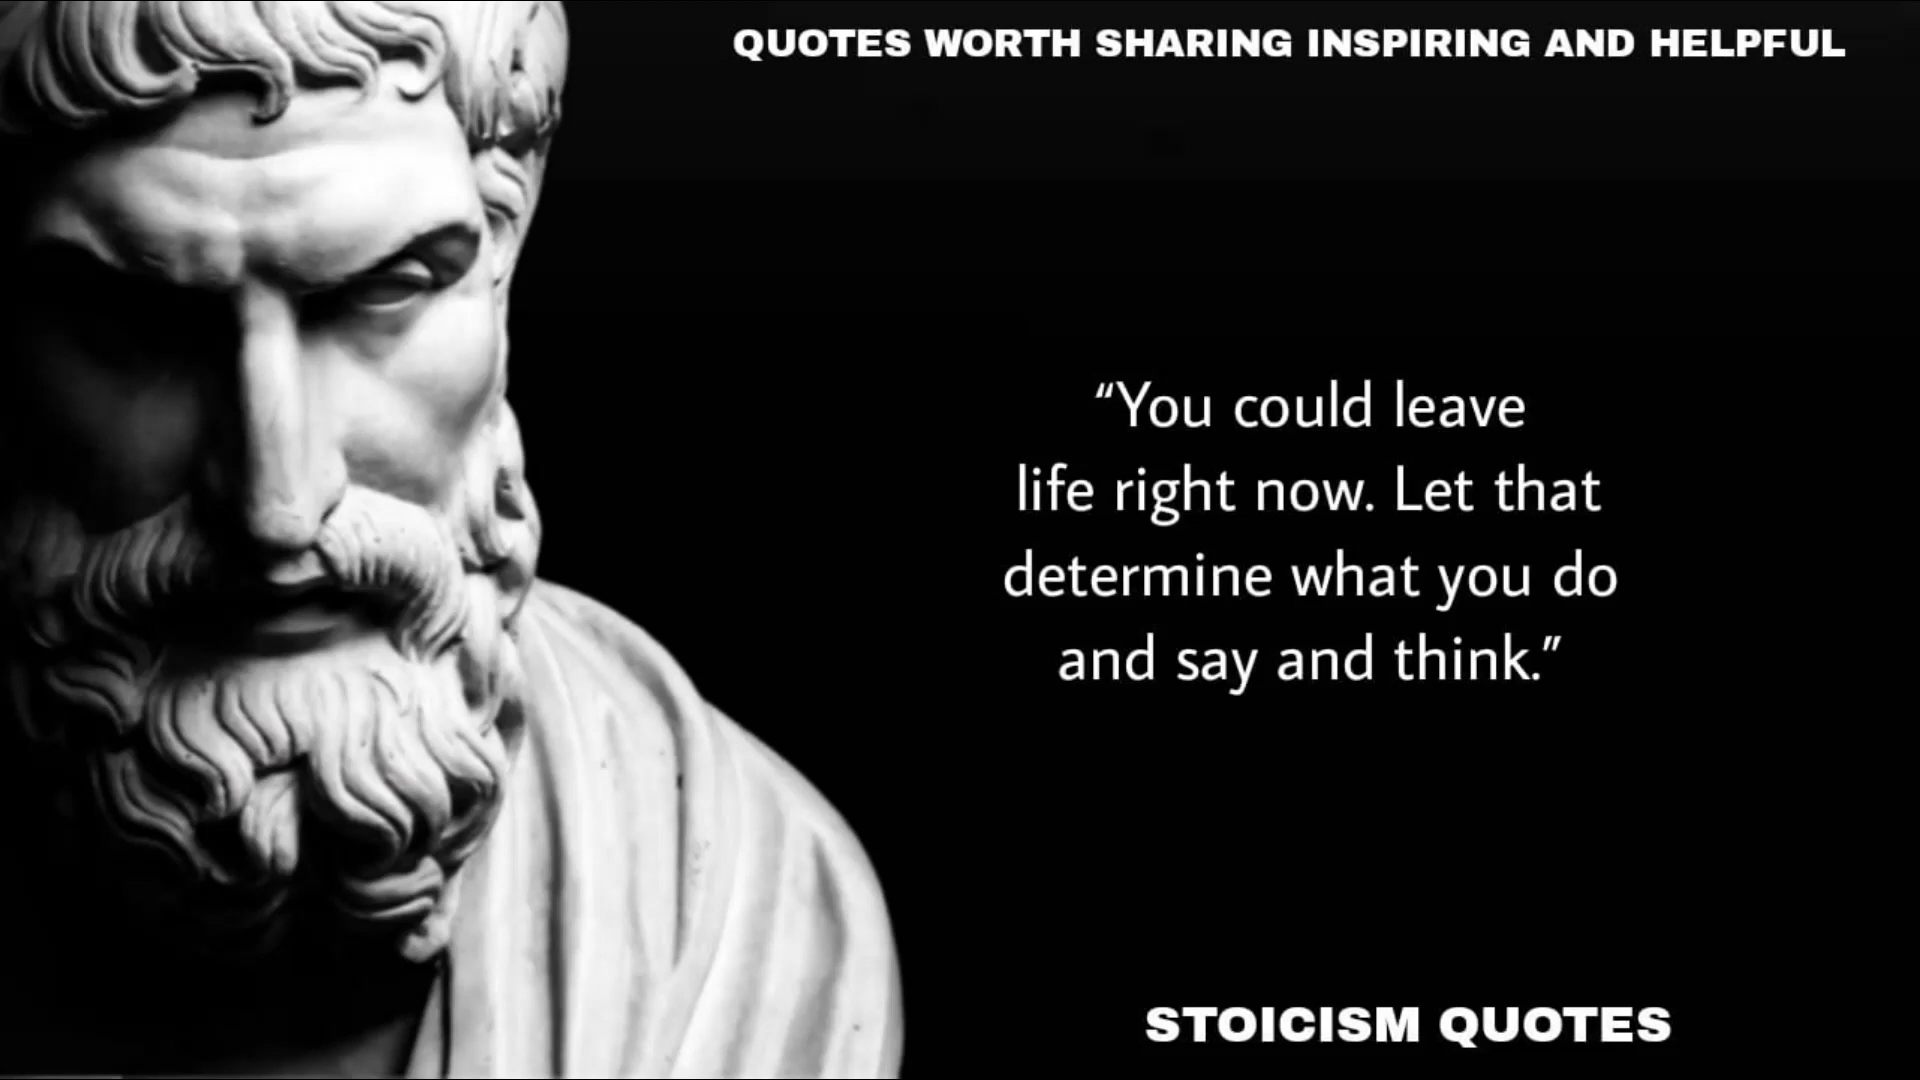 QUOTES WORTH SHARING INSPIRING AND HELPFUL
“You could leave
life right now. Let that
determine what you do
and say and think.”
STOICISM QUOTES